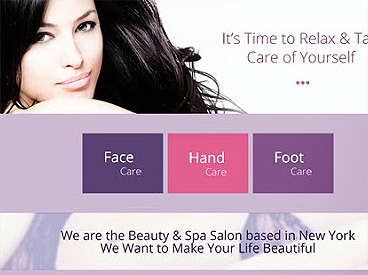 It's Time to Relax & Ta
Care of Yourself
Face
Care
Hand
Care
Foot
Care
We are the Beauty & Spa Salon based in New York
We Want to Make Your Life Beautiful